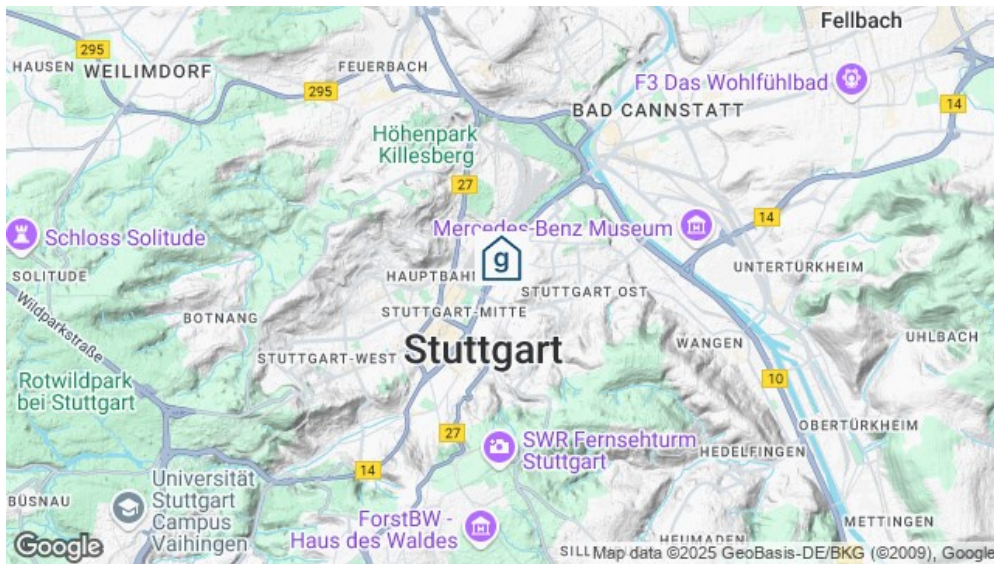 Fellbach
295
HAUSEN
WEILIMDORF
FEUERBACH
F3 Das Wohlfühlbad
295
14
BAD CANNSTATT
Höhenpark
Killesberg
27
14
Mercedes-Benz Museum
Schloss Solitude
g
SOLITUDE
HAUPTBAH
UNTERTÜRKHEIM
STUTTGART OST
Wildparkstraße
BOTNANG
STUTTGART-MITTE
UHLBACH
STUTTGART-WEST
Stuttgart
WANGEN
Rotwildpark
bei Stuttgart
10
OBERTÜRKHEIM
27
SWR Fernsehturm
Stuttgart
HEDELFINGEN
14
Universität
Stuttgart
Campus
Vaihingen
BÜSNAU
ForstBW -
Haus des Waldes
METTINGEN
HEUMADEN
SILL
Google
Map data ©2025 GeoBasis-DE/BKG (©2009), Google